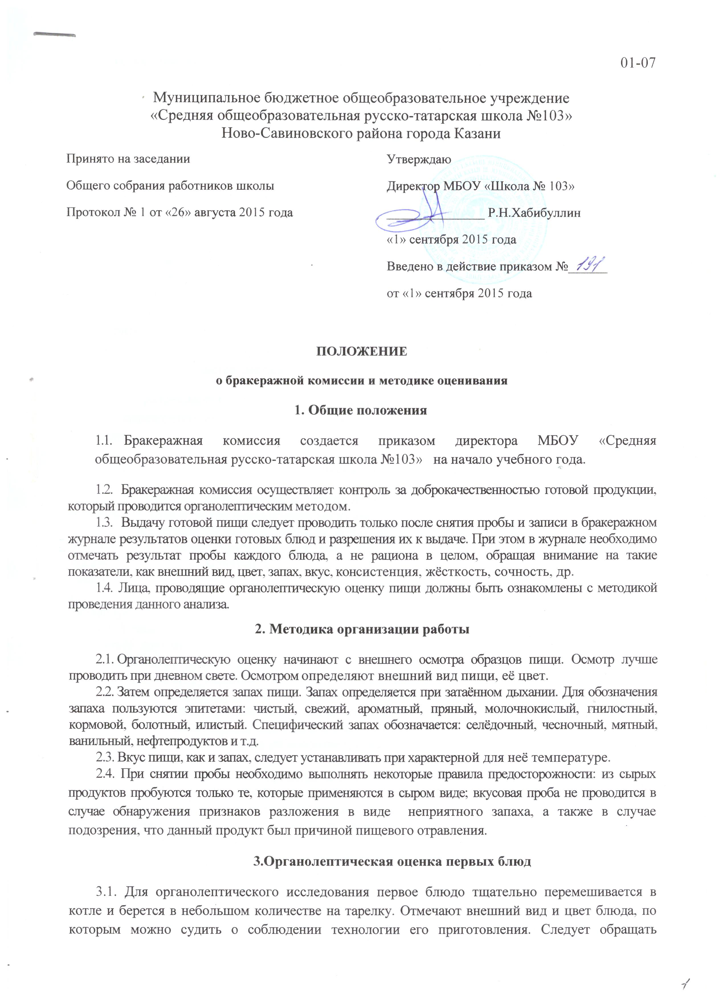 01-07
Муниципальное бюджетное общеобразовательное учреждение
«Средняя общеобразовательная русско-татарская школа №103»
Ново-Савиновского района города Казани
Принято на заседании
Общего собрания работников школы
Протокол № 1 от «26» августа 2015 года
Утверждаю
Директор МБОУ «Школа № 103»
_______________ Р.Н.Хабибуллин
«1» сентября 2015 года
Введено в действие приказом № 191
от «1» сентября 2015 года
ПОЛОЖЕНИЕ
о бракеражной комиссии и методике оценивания
1. Общие положения
1.1. Бракеражная комиссия создается приказом директора МБОУ «Средняя
общеобразовательная русско-татарская школа №103» на начало учебного года.
1.2. Бракеражная комиссия осуществляет контроль за доброкачественностью готовой продукции,
который проводится органолептическим методом.
1.3. Выдачу готовой пищи следует проводить только после снятия пробы и записи в бракеражном
журнале результатов оценки готовых блюд и разрешения их к выдаче. При этом в журнале необходимо
отмечать результат пробы каждого блюда, а не рациона в целом, обращая внимание на такие
показатели, как внешний вид, цвет, запах, вкус, консистенция, жёсткость, сочность, др.
1.4. Лица, проводящие органолептическую оценку пищи должны быть ознакомлены с методикой
проведения данного анализа.
2. Методика организации работы
2.1. Органолептическую оценку начинают с внешнего осмотра образцов пищи. Осмотр лучше
проводить при дневном свете. Осмотром определяют внешний вид пищи, её цвет.
2.2. Затем определяется запах пищи. Запах определяется при затаённом дыхании. Для обозначения
запаха пользуются эпитетами: чистый, свежий, ароматный, пряный, молочнокислый, гнилостный,
кормовой, болотный, илистый. Специфический запах обозначается: селёдочный, чесночный, мятный,
ванильный, нефтепродуктов и т.д.
2.3. Вкус пищи, как и запах, следует устанавливать при характерной для неё температуре.
2.4. При снятии пробы необходимо выполнять некоторые правила предосторожности: из сырых
продуктов пробуются только те, которые применяются в сыром виде; вкусовая проба не проводится в
случае обнаружения признаков разложения в виде неприятного запаха, а также в случае
подозрения, что данный продукт был причиной пищевого отравления.
3.Органолептическая оценка первых блюд
3.1. Для органолептического исследования первое блюдо тщательно перемешивается в
котле и берется в небольшом количестве на тарелку. Отмечают внешний вид и цвет блюда, по
которым можно судить о соблюдении технологии его приготовления. Следует обращать
1